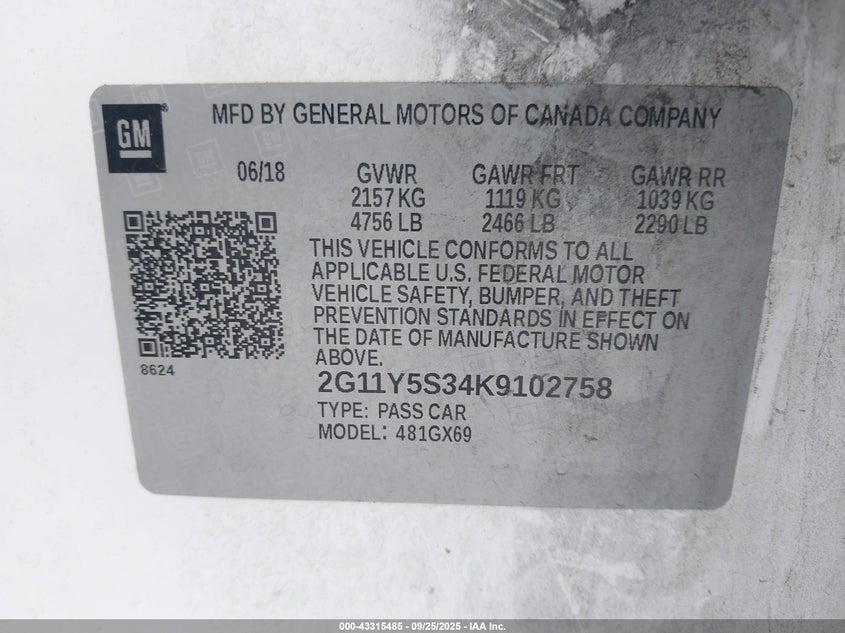 GM
MFD BY GENERAL MOTORS OF CANADA COMPANY
06/18 GVWR GAWR FRT GAWR RR
2157 KG 1119 KG 1039 KG
4756 LB 2466 LB 2290 LB
THIS VEHICLE CONFORMS TO ALL
APPLICABLE U.S. FEDERAL MOTOR
VEHICLE SAFETY, BUMPER, AND THEFT
PREVENTION STANDARDS IN EFFECT ON
THE DATE OF MANUFACTURE SHOWN
ABOVE.
8624
2G11Y5S34K9102758
TYPE: PASS CAR
MODEL: 481GX69
000-43315485 - 09/25/2025 - IAA Inc.